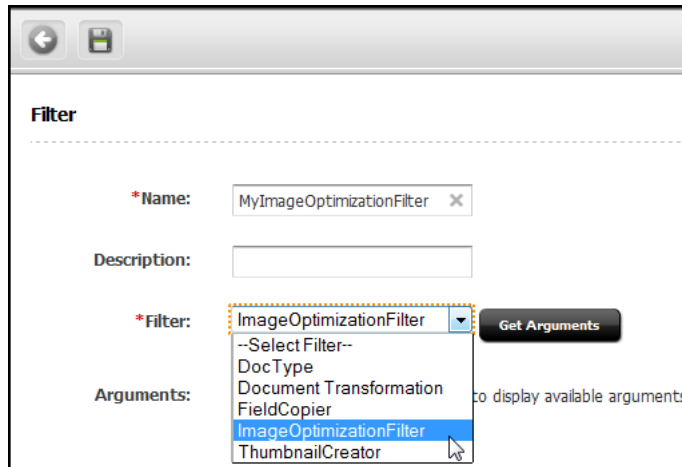 Filter
*Name: MyImageOptimizationFilter
Description:
*Filter: ImageOptimizationFilter Get Arguments
--Select Filter--
DocType
Document Transformation
Arguments: to display available arguments
FieldCopier
ImageOptimizationFilter
ThumbnailCreator